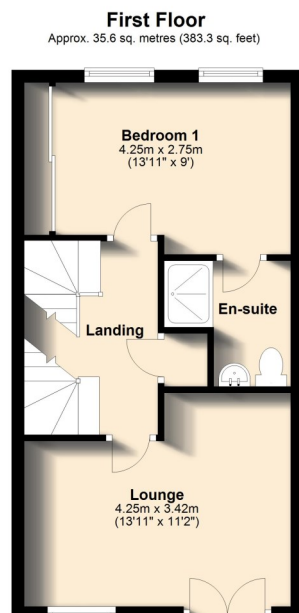 First Floor
Approx. 35.6 sq. metres (383.3 sq. feet)
Bedroom 1
4.25m x 2.75m
(13'11" x 9')
En-suite
Landing
Lounge
4.25m x 3.42m
(13'11" x 11'2")